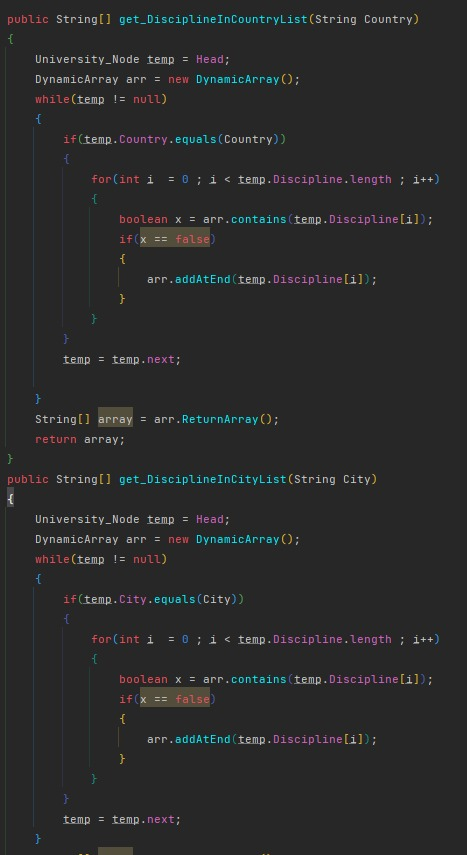 public String[] get_DisciplineInCountryList(String Country)
{
University_Node temp = Head;
DynamicArray arr = new DynamicArray();
while(temp != null)
{
if(temp.Country.equals(Country))
{
for(int i  = 0 ; i < temp.Discipline.length ; i++)
{
boolean x = arr.contains(temp.Discipline[i]);
if(x == false)
{
arr.addAtEnd(temp.Discipline[i]);
}
}
}
temp = temp.next;
}
String[] array = arr.ReturnArray();
return array;
}
public String[] get_DisciplineInCityList(String City)
{
University_Node temp = Head;
DynamicArray arr = new DynamicArray();
while(temp != null)
{
if(temp.City.equals(City))
{
for(int i  = 0 ; i < temp.Discipline.length ; i++)
{
boolean x = arr.contains(temp.Discipline[i]);
if(x == false)
{
arr.addAtEnd(temp.Discipline[i]);
}
}
}
temp = temp.next;
}